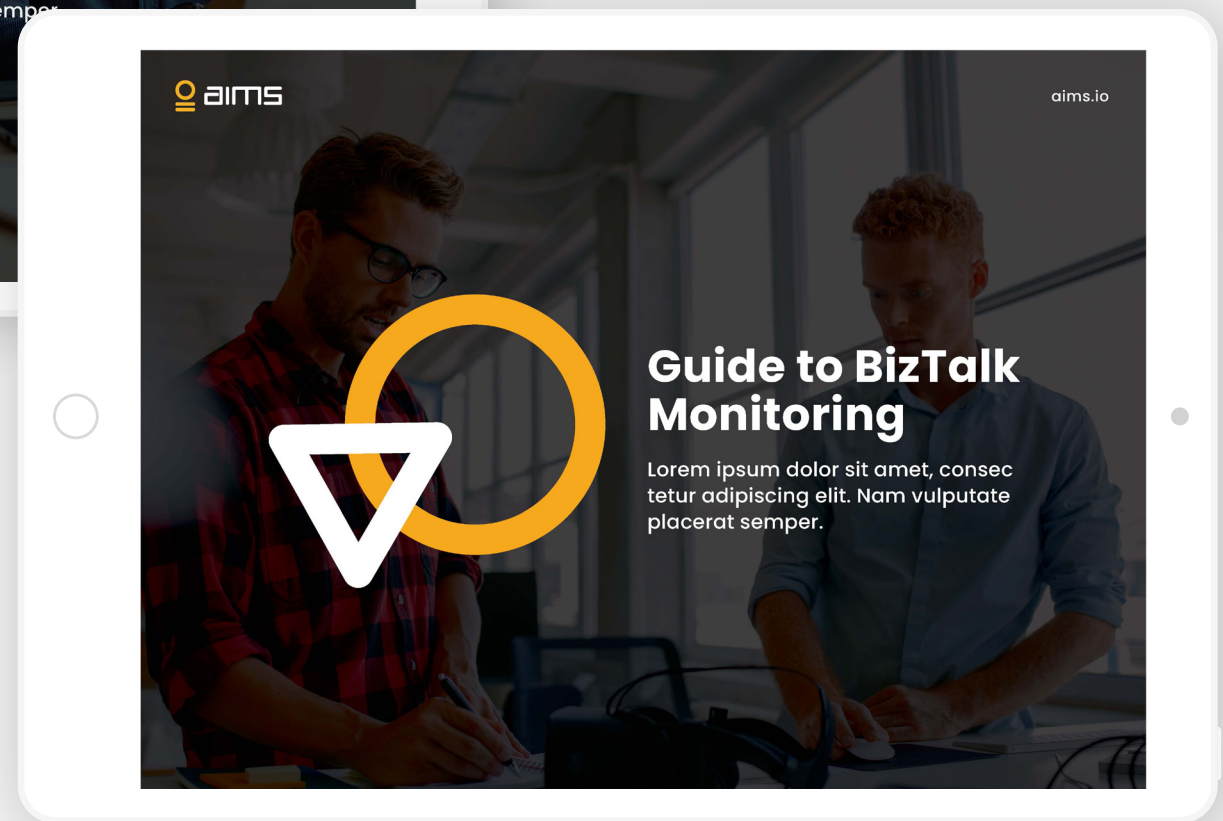 semper
aims
aims.io
Guide to BizTalk
Monitoring
Lorem ipsum dolor sit amet, consec
tetur adipiscing elit. Nam vulputate
placerat semper.